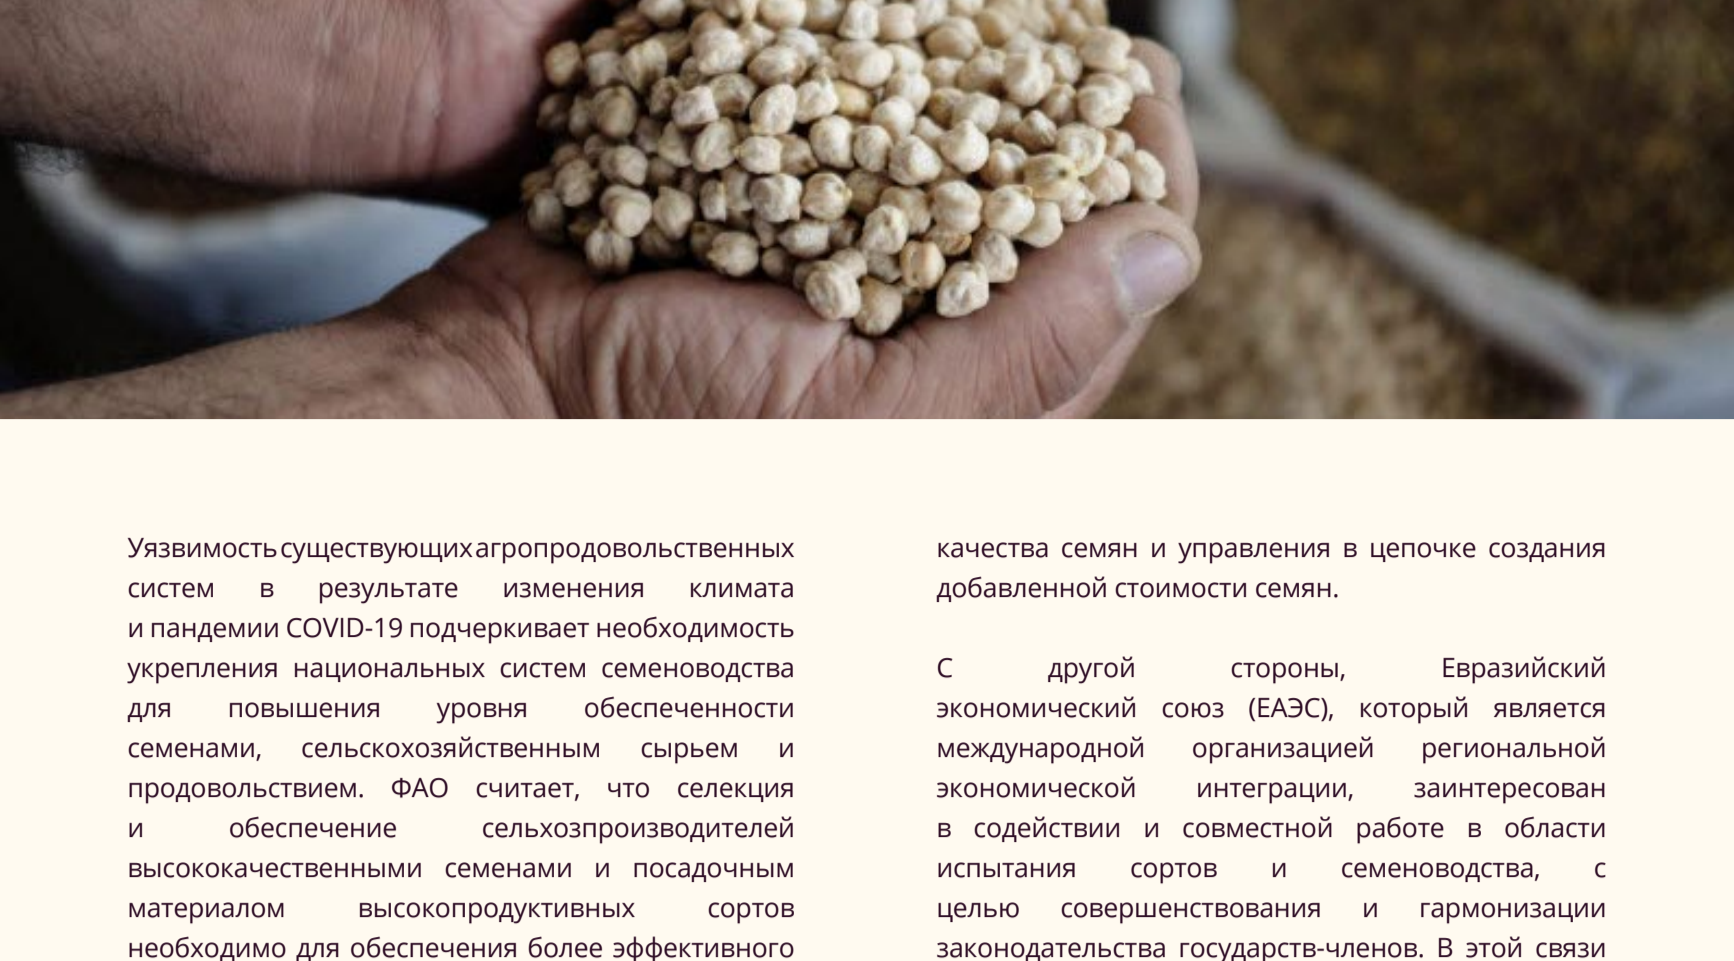 Уязвимость существующих агропродовольственных
систем в результате изменения климата
и пандемии COVID-19 подчеркивает необходимость
укрепления национальных систем семеноводства
для повышения уровня обеспеченности
семенами, сельскохозяйственным сырьем и
продовольствием. ФАО считает, что селекция
и обеспечение сельхозпроизводителей
высококачественными семенами и посадочным
материалом высокопродуктивных сортов
необходимо для обеспечения более эффективного
качества семян и управления в цепочке создания
добавленной стоимости семян.
С другой стороны, Евразийский
экономический союз (ЕАЭС), который является
международной организацией региональной
экономической интеграции, заинтересован
в содействии и совместной работе в области
испытания сортов и семеноводства, с
целью совершенствования и гармонизации
законодательства государств-членов. В этой связи